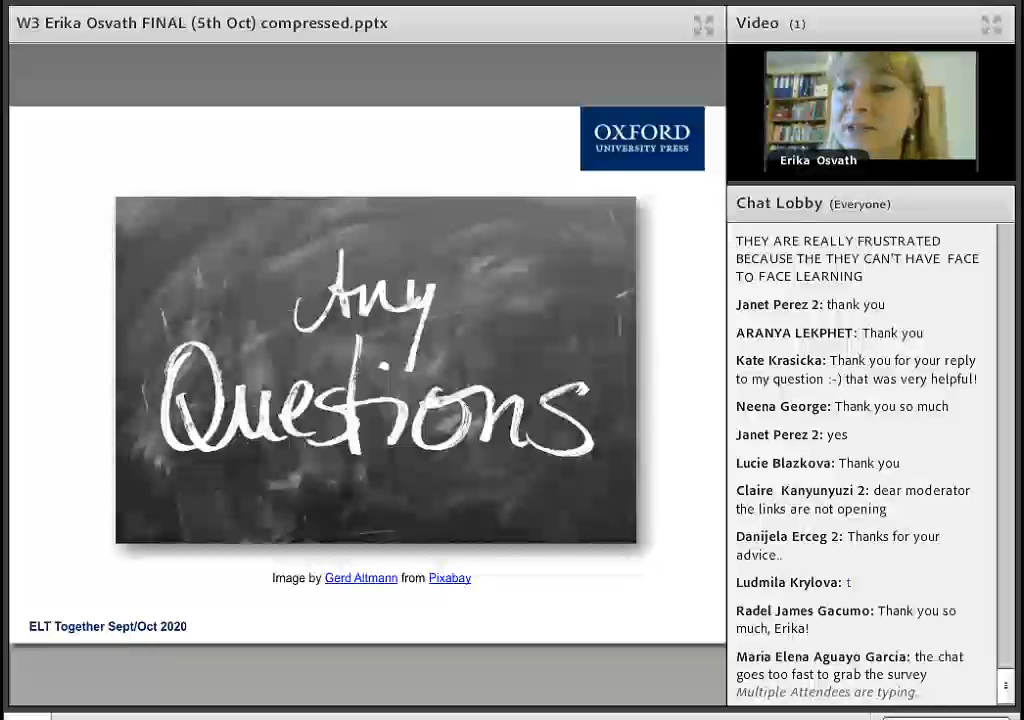 W3 Erika Osvath FINAL (5th Oct) compressed.pptx
OXFORD
UNIVERSITY PRESS
Any
Questions
Image by Gerd Altmann from Pixabay
ELT Together Sept/Oct 2020
Video (1)
Erika Osvath
Chat Lobby (Everyone)
THEY ARE REALLY FRUSTRATED
BECAUSE THE THEY CAN'T HAVE FACE
TO FACE LEARNING
Janet Perez 2: thank you
ARANYA LEKPHET: Thank you
Kate Krasicka: Thank you for your reply
to my question :-) that was very helpful!
Neena George: Thank you so much
Janet Perez 2: yes
Lucie Blazkova: Thank you
Claire Kanyunyuzi 2: dear moderator
the links are not opening
Danijela Erceg 2: Thanks for your
advice..
Ludmila Krylova: t
Radel James Gacumo: Thank you so
much, Erika!
Maria Elena Aguayo Garcia: the chat
goes too fast to grab the survey
Multiple Attendees are typing.